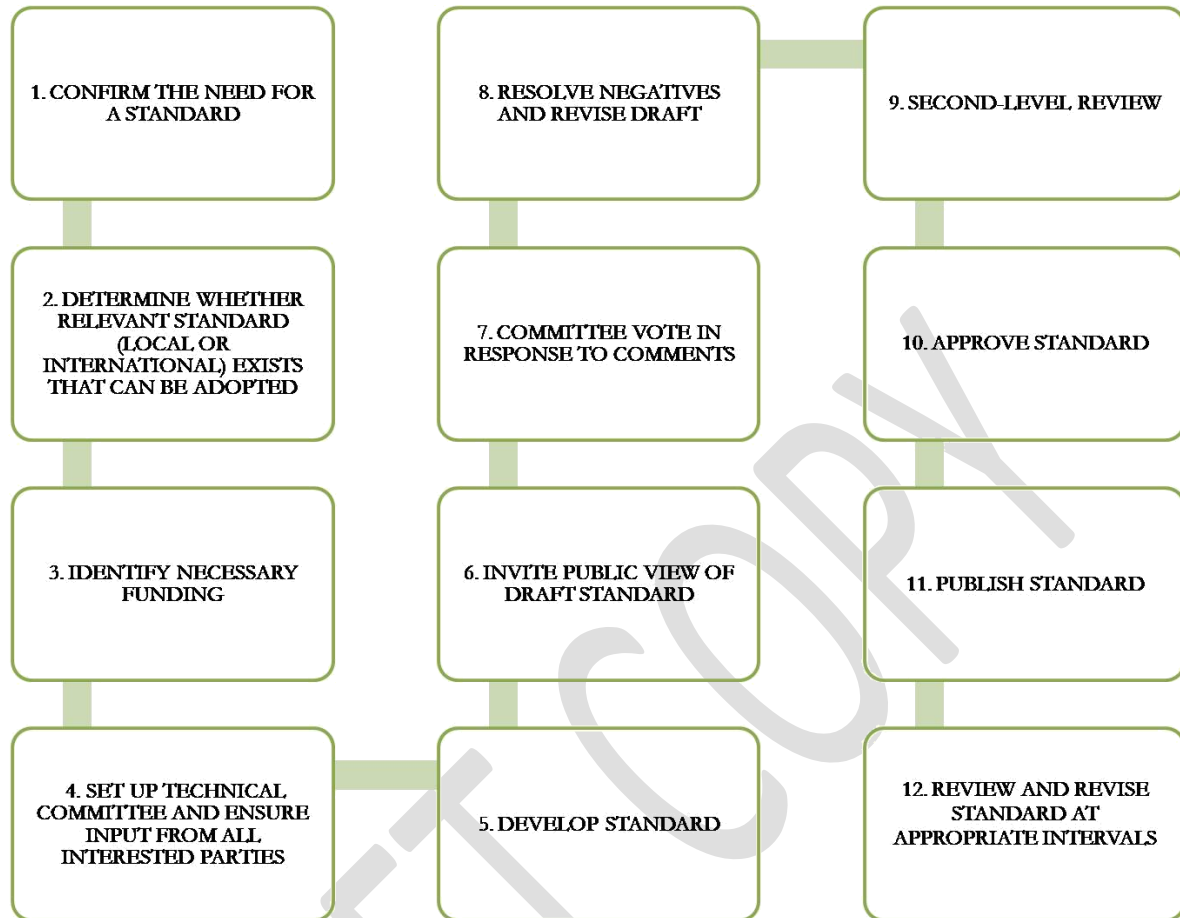 1. CONFIRM THE NEED FOR
A STANDARD
2. DETERMINE WHETHER
RELEVANT STANDARD
(LOCAL OR
INTERNATIONAL) EXISTS
THAT CAN BE ADOPTED
3. IDENTIFY NECESSARY
FUNDING
4. SET UP TECHNICAL
COMMITTEE AND ENSURE
INPUT FROM ALL
INTERESTED PARTIES
5. DEVELOP STANDARD
6. INVITE PUBLIC VIEW OF
DRAFT STANDARD
7. COMMITTEE VOTE IN
RESPONSE TO COMMENTS
8. RESOLVE NEGATIVES
AND REVISE DRAFT
9. SECOND-LEVEL REVIEW
10. APPROVE STANDARD
11. PUBLISH STANDARD
12. REVIEW AND REVISE
STANDARD AT
APPROPRIATE INTERVALS
COPY